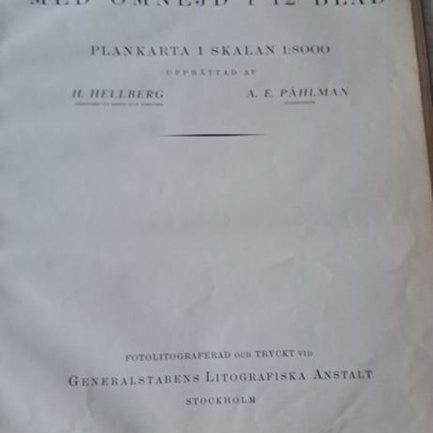 MED OMNEJD I 12 BLAD
PLANKARTA I SKALAN 1:8000
UPPRÄTTAD AF
H. HELLBERG A. E. PÅHLMAN
FOTOLITOGRAFERAD OCH TRYCKT VID
GENERALSTABENS LITOGRAFISKA ANSTALT
STOCKHOLM